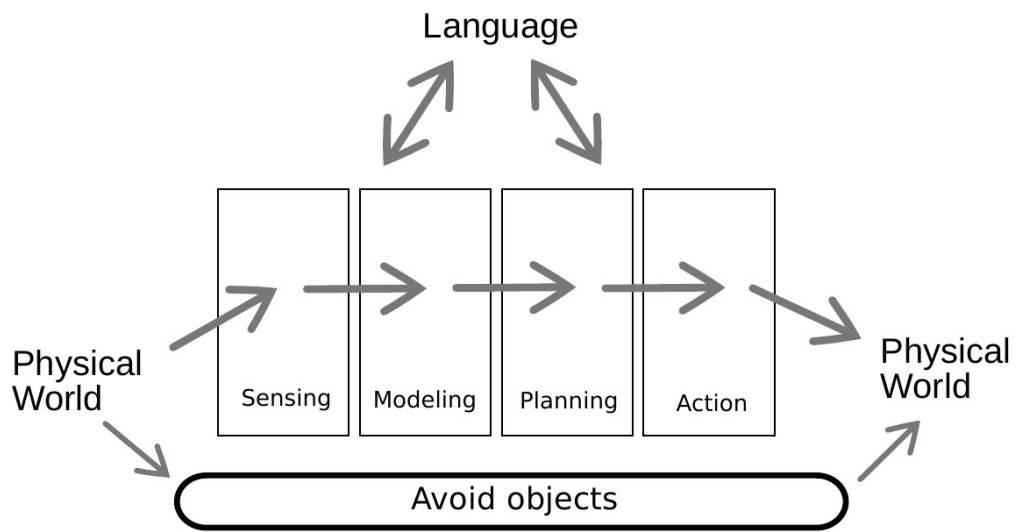 Language
Sensing
Modeling
Planning
Action
Physical
World
Physical
World
Avoid objects